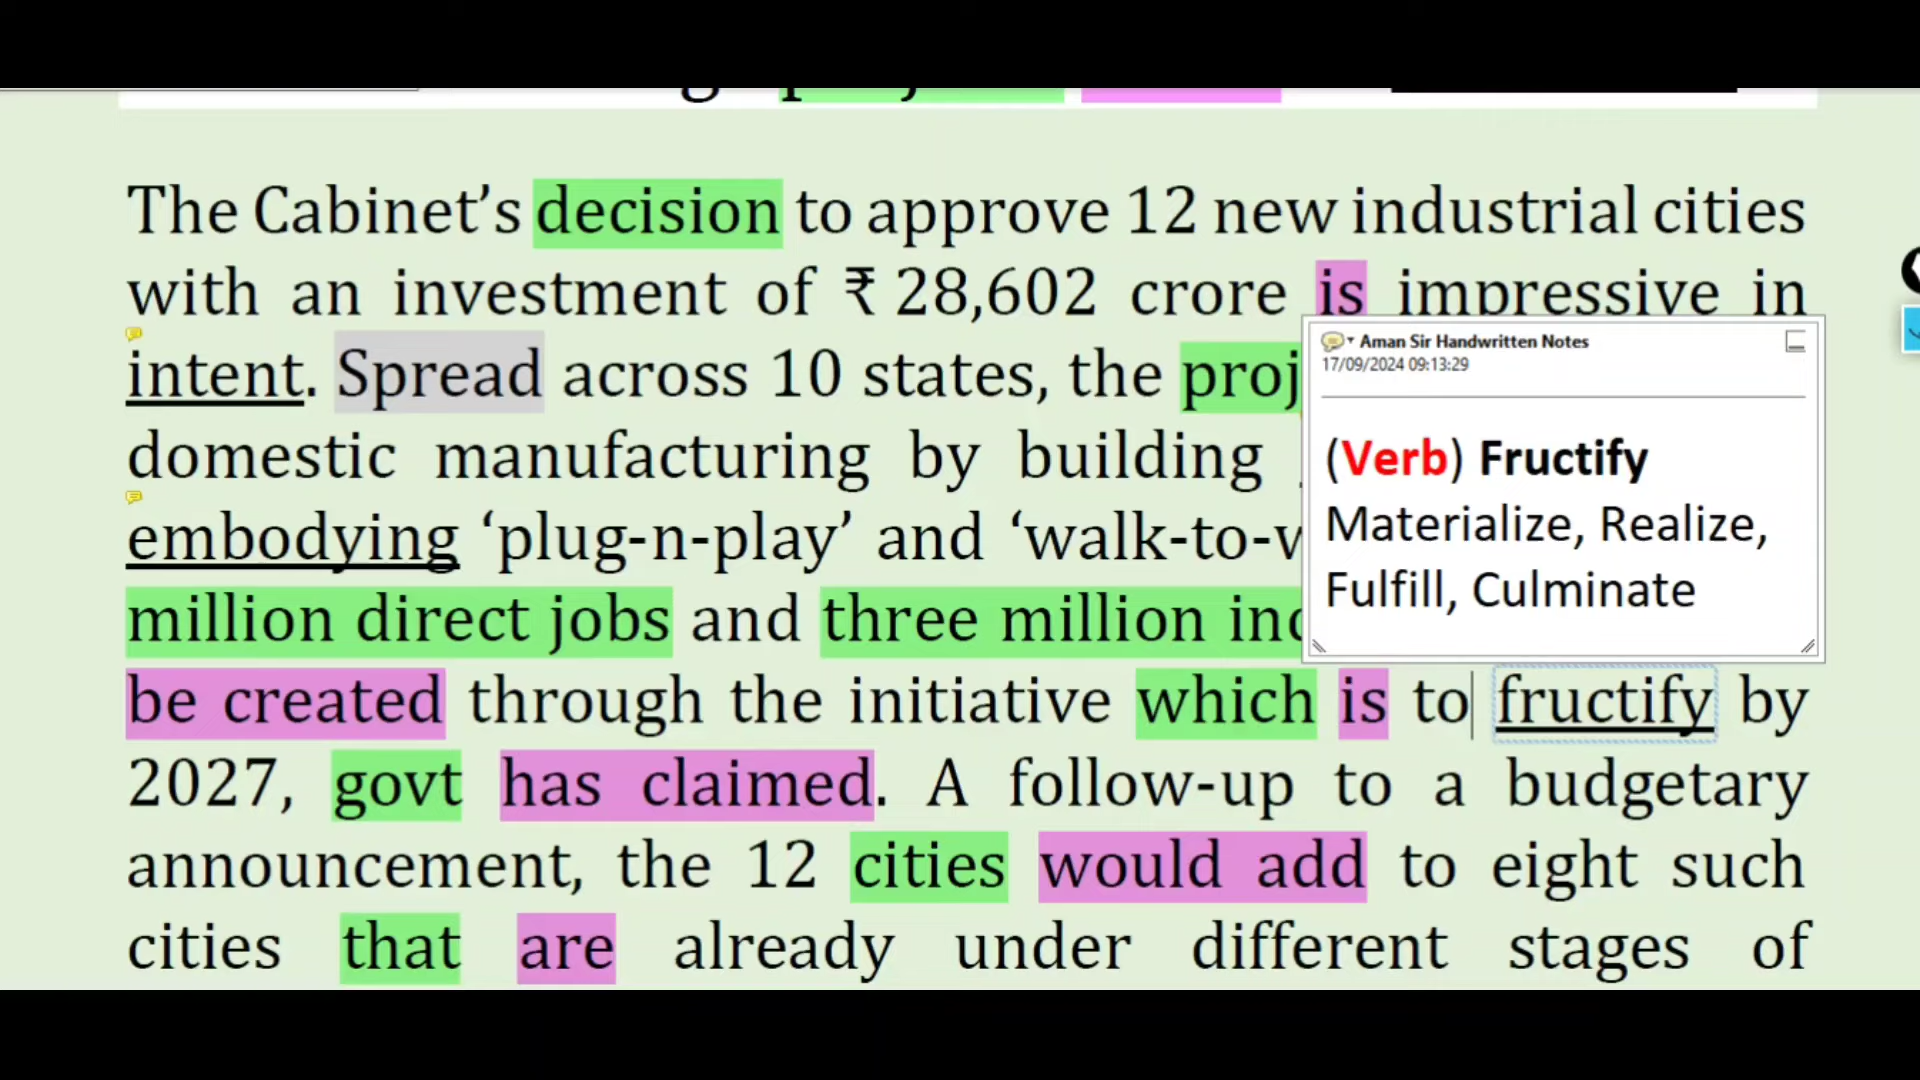 The Cabinet's decision to approve 12 new industrial cities
with an investment of ₹ 28,602 crore is impressive in
intent. Spread across 10 states, the
domestic manufacturing by building
embodying ‘plug-n-play’ and
million direct jobs and three million
be created through the initiative which is to fructify by
2027, govt has claimed. A follow-up to a budgetary
announcement, the 12 cities would add to eight such
cities that are already under different stages of
Aman Sir Handwritten Notes
17/09/2024 09:13:29
(Verb) Fructify
Materialize, Realize,
Fulfill, Culminate